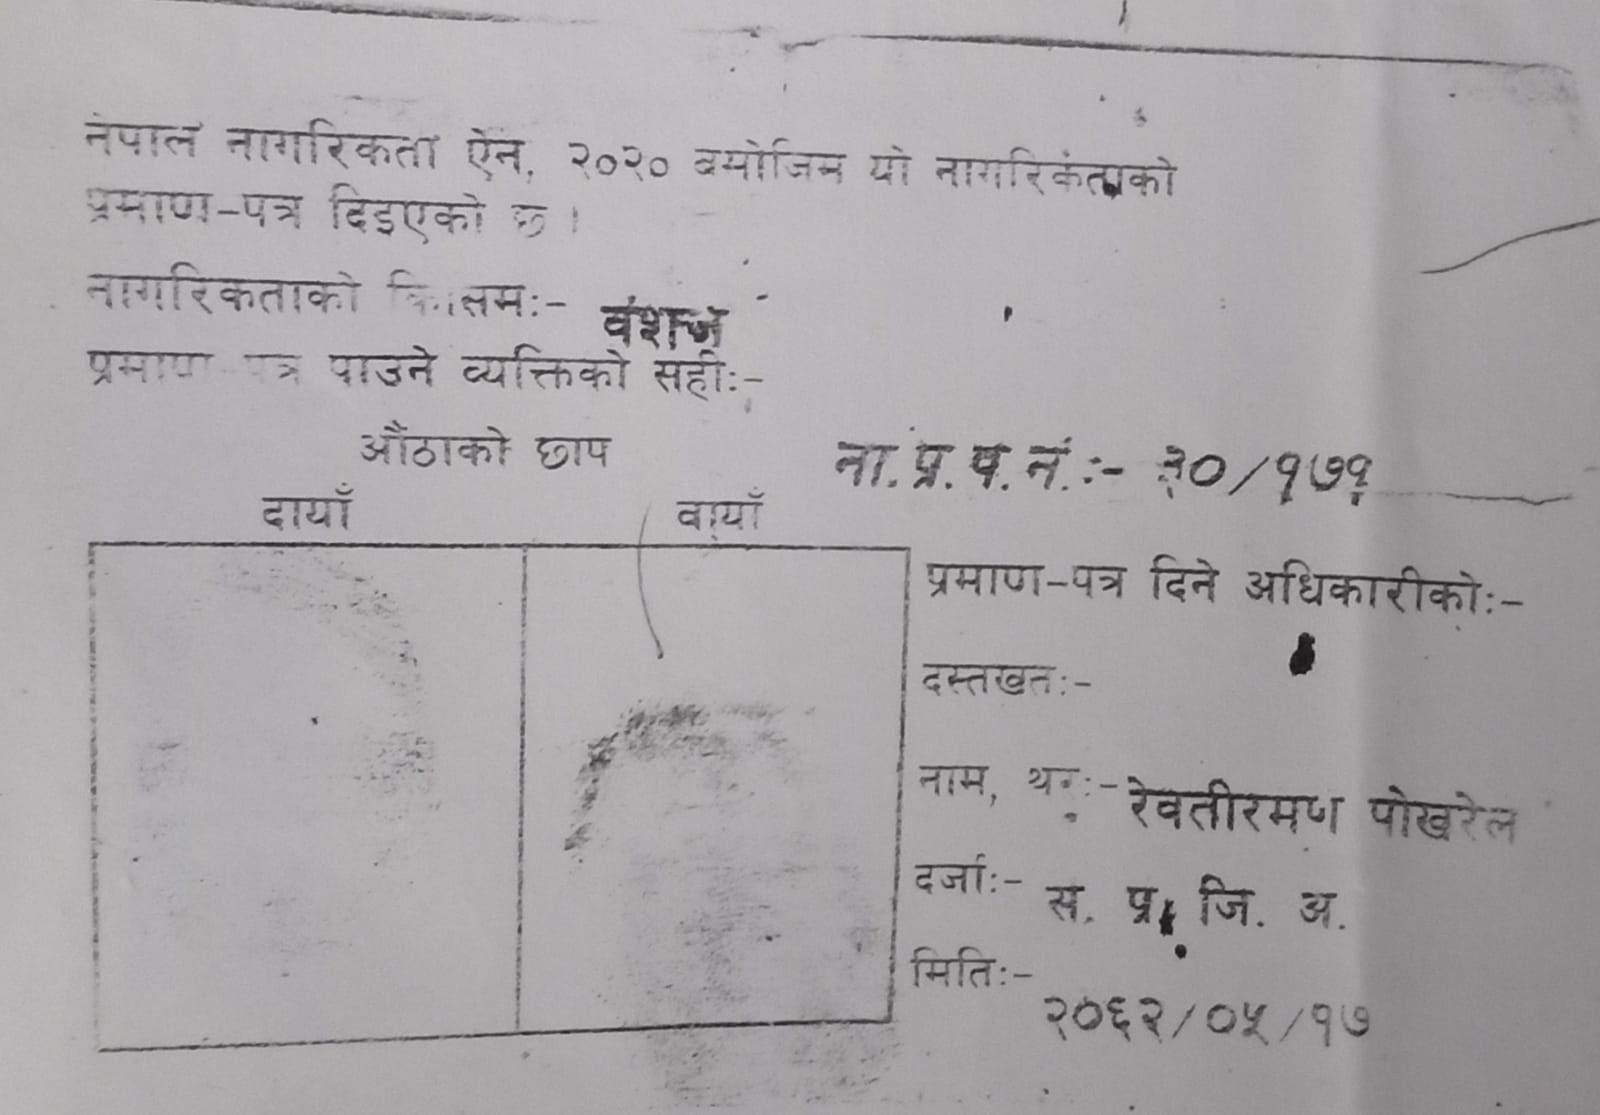 नेपाल नागरिकता ऐन, २०२० बमोजिम यो नागरिकताको
प्रमाण-पत्र दिइएको छ ।
नागरिकताको किसिम:- वंशज
प्रमाण पत्र पाउने व्यक्तिको सही:-
औंठाको छाप
ना. प्र. प. नं. :- २०/१७१
दायाँ वायाँ
प्रमाण-पत्र दिने अधिकारीको:-
दस्तखत:-
नाम, थर:- रेवतीरमण पोखरेल
दर्जा:- स. प्र. जि. अ.
मिति:- २०६२/०५/१७